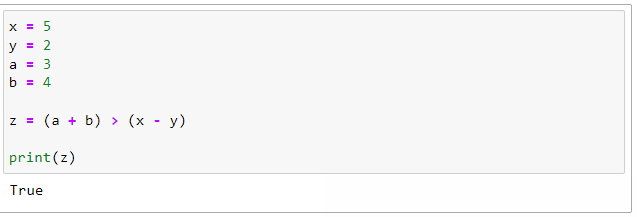 x = 5
y = 2
a = 3
b = 4
z = (a + b) > (x - y)
print(z)
True